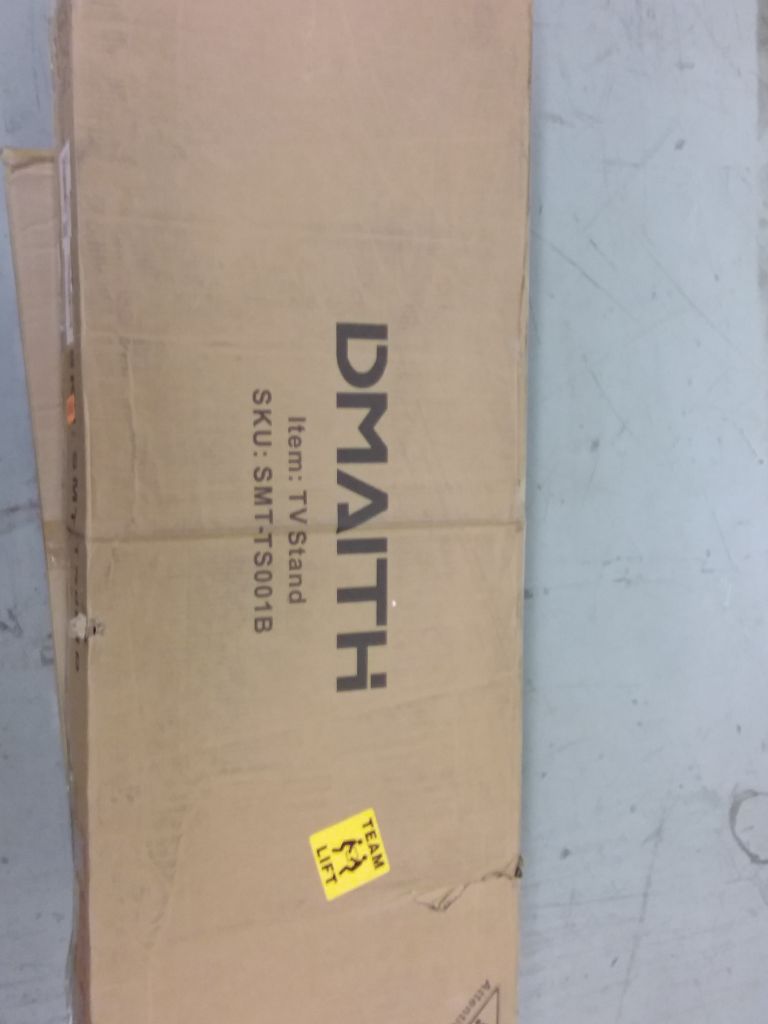 DMAITH
Item: TV Stand
SKU: SMT-TS001B
TEAM
LIFT